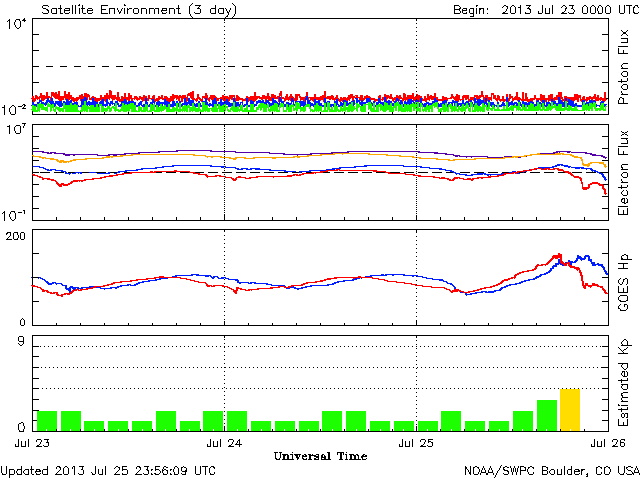 Satellite Environment (3 day)
Begin: 2013 Jul 23 0000 UTC
10^4
10^-2
Proton Flux
10^7
10^-1
Electron Flux
200
0
GOES Hp
9
0
Estimated Kp
Jul 23
Jul 24
Jul 25
Jul 26
Universal Time
Updated 2013 Jul 25 23:56:09 UTC
NOAA/SWPC Boulder, CO USA